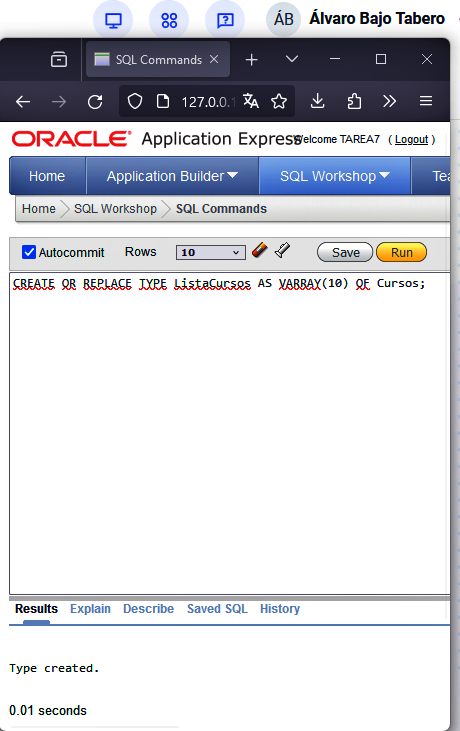 ÁB Álvaro Bajo Tabero
SQL Commands
127.0.0.1
ORACLE Application Express Welcome TAREA7 ( Logout )
Home Application Builder SQL Workshop Tea
Home SQL Workshop SQL Commands
Autocommit Rows 10 Save Run
CREATE OR REPLACE TYPE ListaCursos AS VARRAY(10) OF Cursos;
Results Explain Describe Saved SQL History
Type created.
0.01 seconds